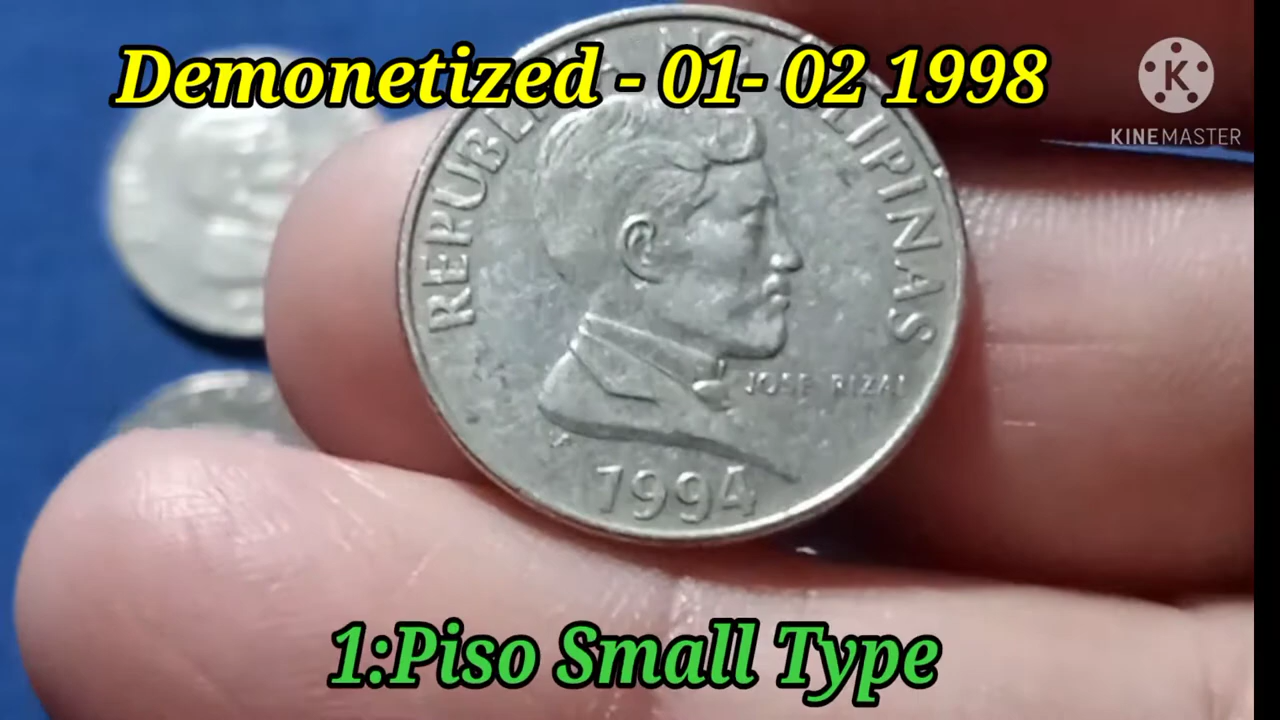 Demonetized - 01- 02 1998
K
KINEMASTER
REPUBLIKA NG PILIPINAS
JOSE RIZAL
1994
1:Piso Small Type